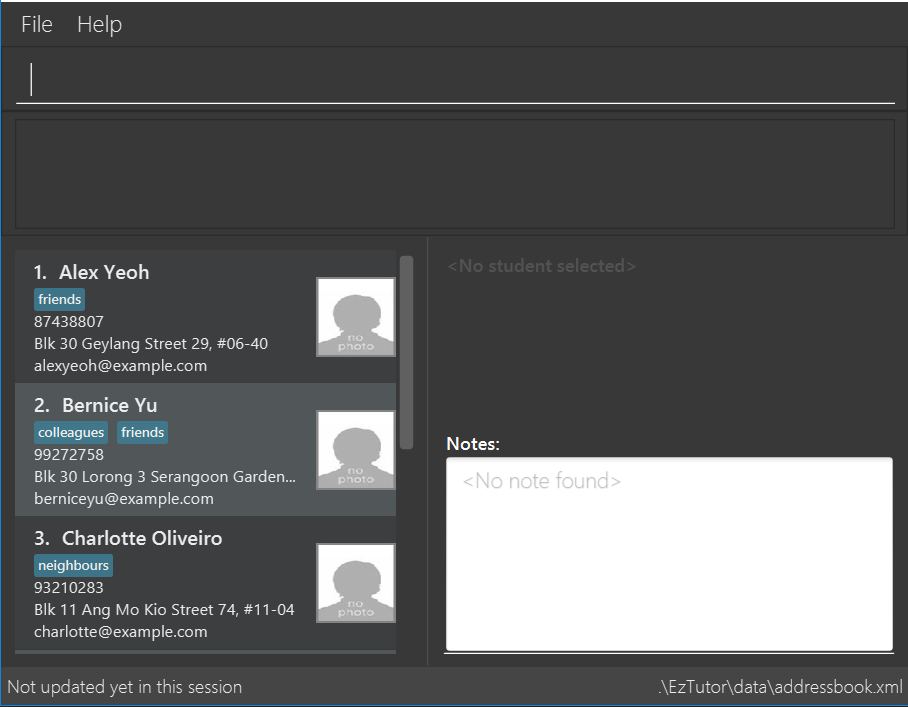 File Help
1. Alex Yeoh
friends
87438807
Blk 30 Geylang Street 29, #06-40
alexyeoh@example.com
no
photo
2. Bernice Yu
colleagues friends
99272758
Blk 30 Lorong 3 Serangoon Garden...
berniceyu@example.com
no
photo
3. Charlotte Oliveiro
neighbours
93210283
Blk 11 Ang Mo Kio Street 74, #11-04
charlotte@example.com
no
photo
<No student selected>
Notes:
<No note found>
Not updated yet in this session
.\EzTutor\data\addressbook.xml